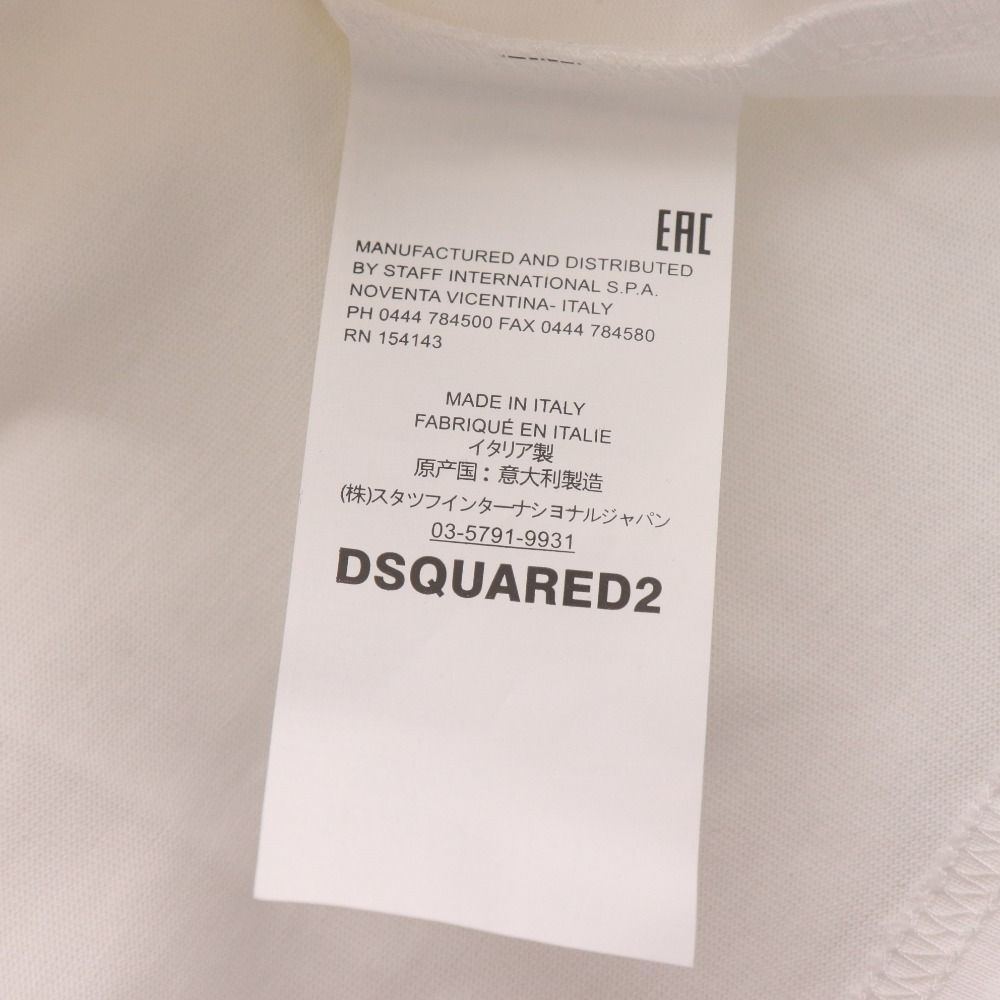 EAC
MANUFACTURED AND DISTRIBUTED
BY STAFF INTERNATIONAL S.P.A.
NOVENTA VICENTINA- ITALY
PH 0444 784500 FAX 0444 784580
RN 154143
MADE IN ITALY
FABRIQUÉ EN ITALIE
イタリア製
原产国：意大利製造
(株)スタツフインターナショナルジャパン
03-5791-9931
DSQUARED2